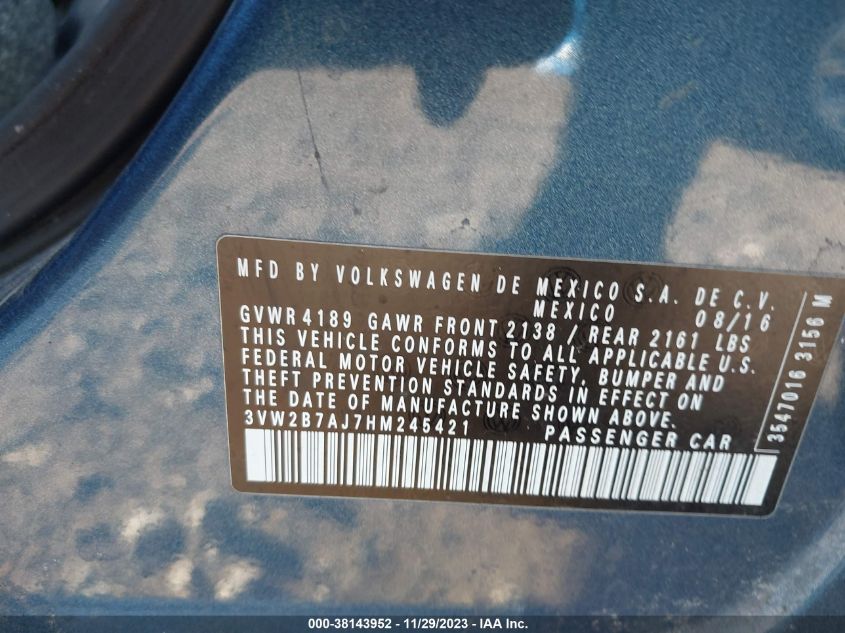 MFD BY VOLKSWAGEN DE MEXICO S.A. DE C.V.
MEXICO 08/16
GVWR 4189 GAWR FRONT 2138 / REAR 2161 LBS
THIS VEHICLE CONFORMS TO ALL APPLICABLE U.S.
FEDERAL MOTOR VEHICLE SAFETY, BUMPER AND
THEFT PREVENTION STANDARDS IN EFFECT ON
THE DATE OF MANUFACTURE SHOWN ABOVE.
3VW2B7AJ7HM245421 PASSENGER CAR
3547016 3156 M
000-38143952 - 11/29/2023 - IAA Inc.